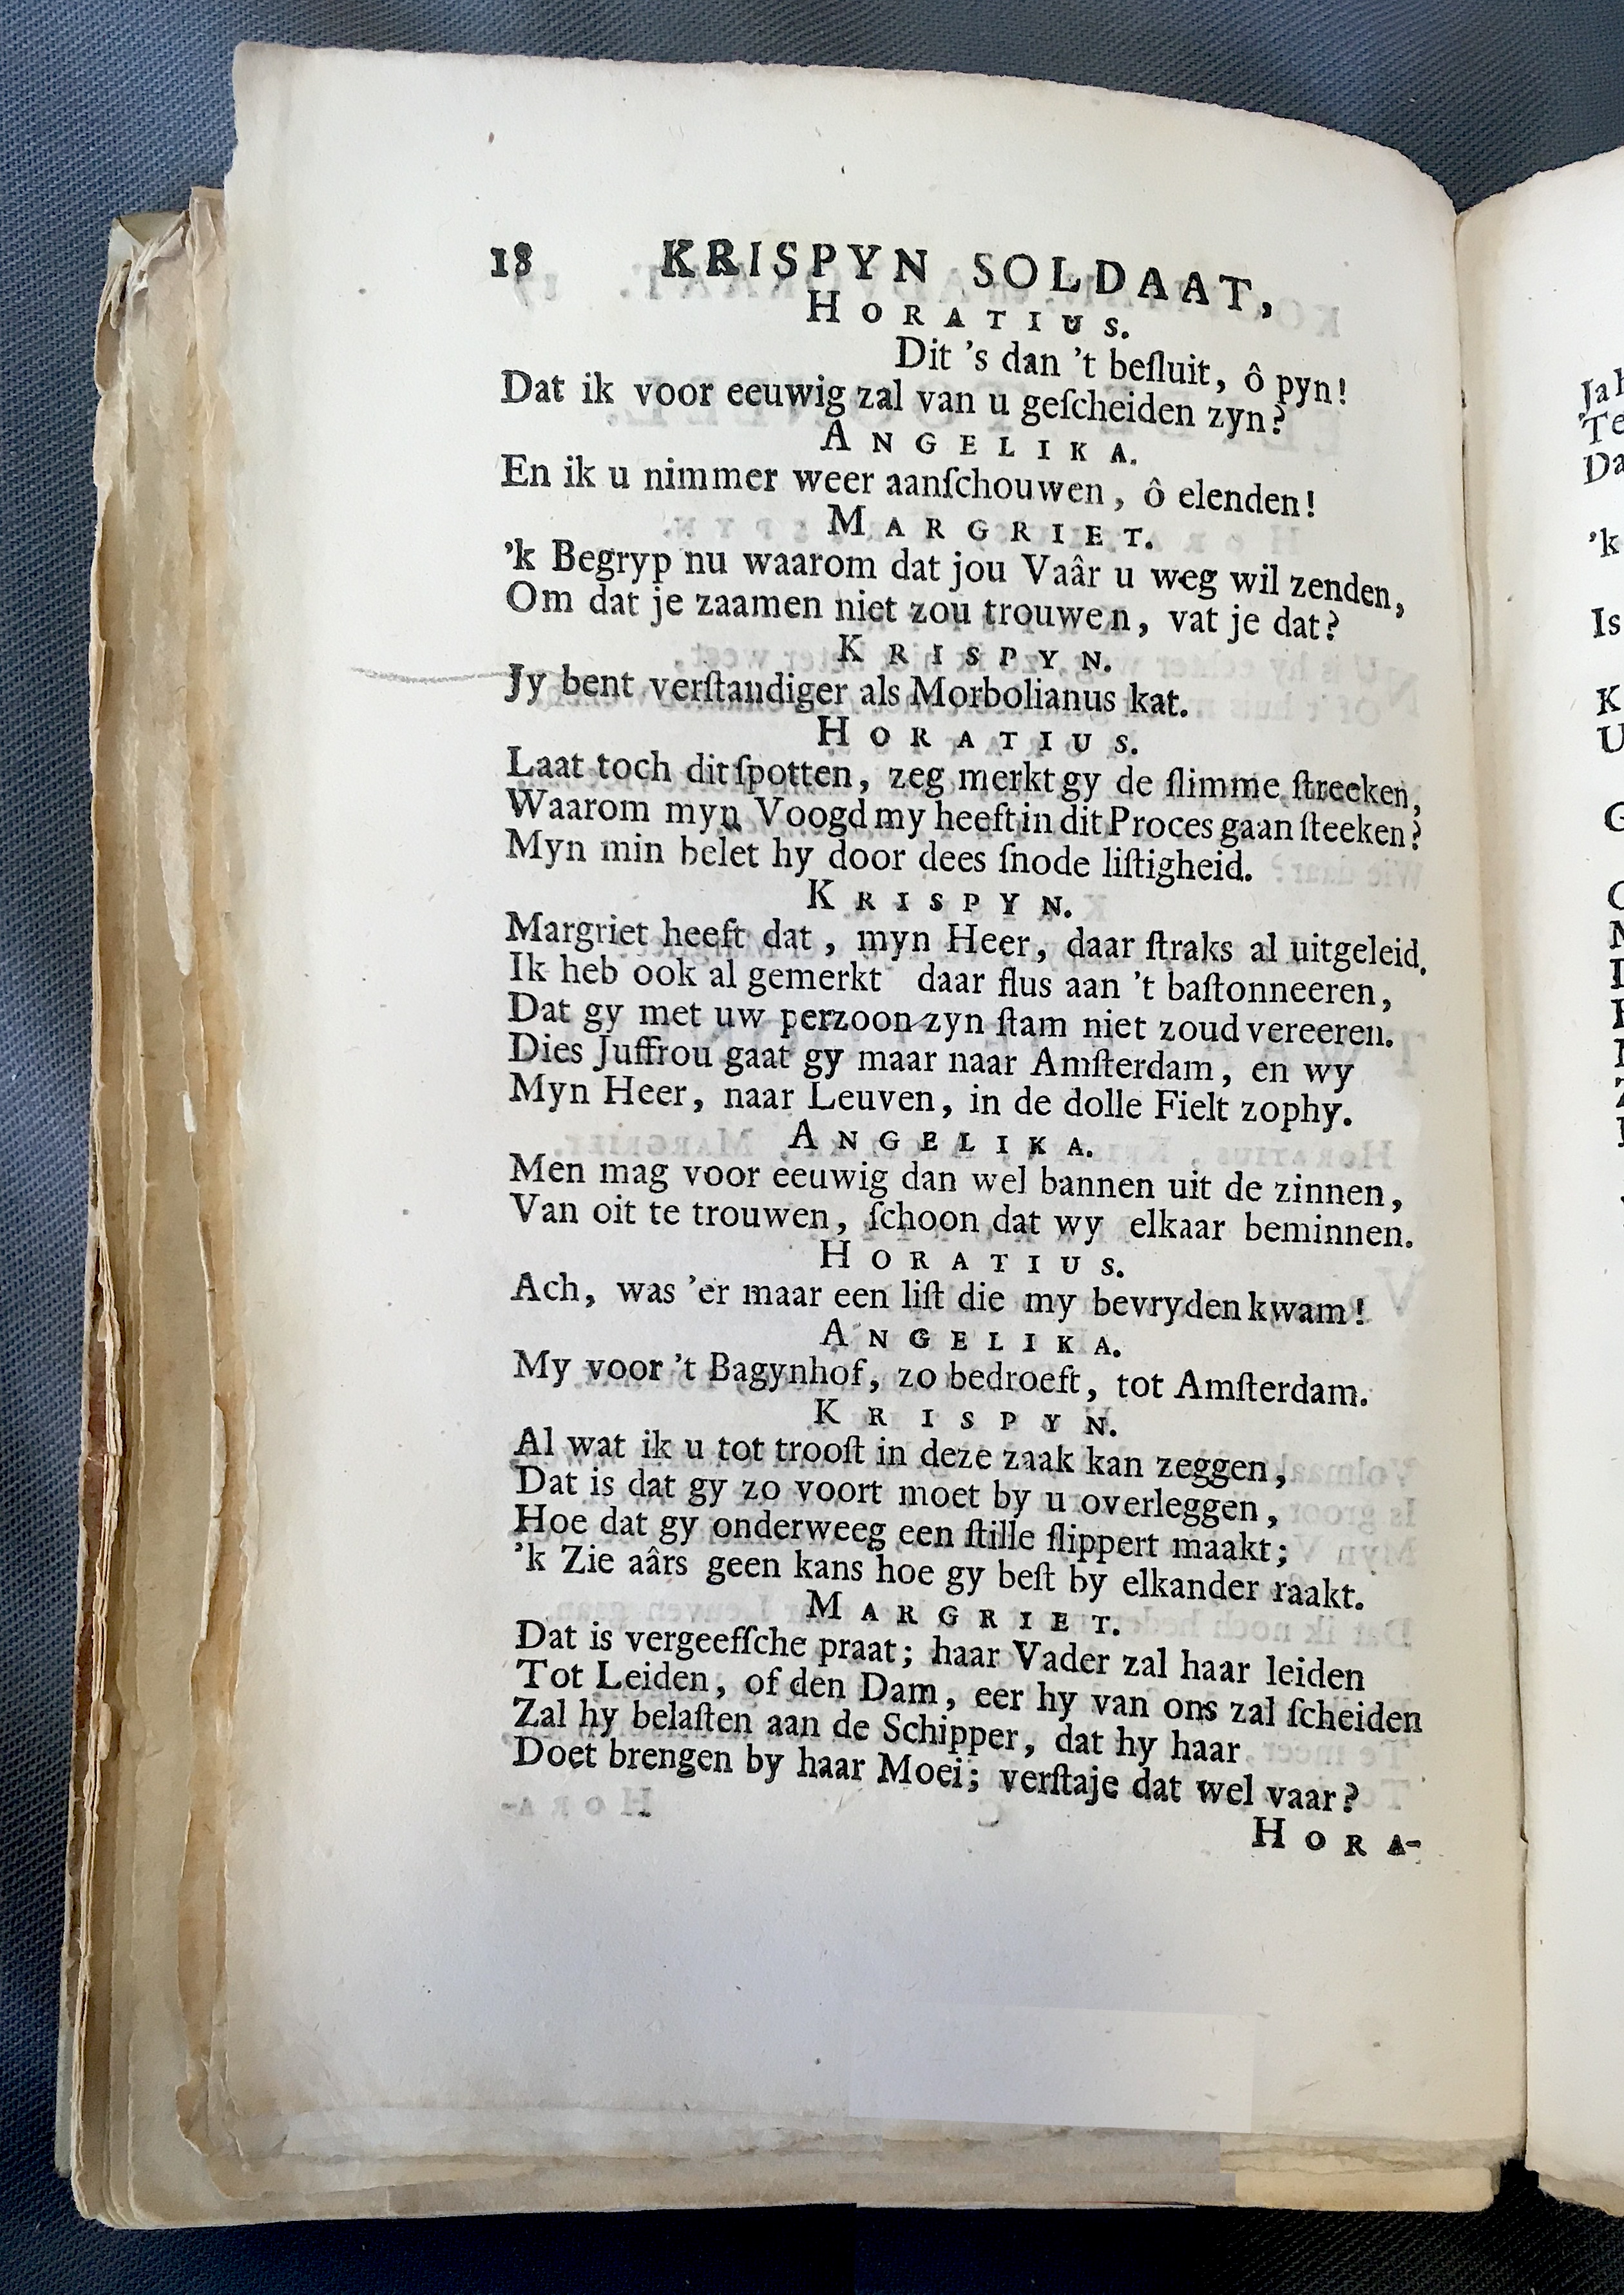 18 KRISPYN SOLDAAT,
HORATIUS.
Dit 's dan 't beſluit, ô pyn!
Dat ik voor eeuwig zal van u geſcheiden zyn?
ANGELIKA.
En ik u nimmer weer aanſchouwen, ô elenden!
MARGRIET.
'k Begryp nu waarom dat jou Vaâr u weg wil zenden,
Om dat je zaamen niet zou trouwen, vat je dat?
KRISPYN.
Jy bent verſtandiger als Morbolianus kat.
HORATIUS.
Laat toch dit ſpotten, zeg merkt gy de ſlimme ſtreeken,
Waarom myn Voogd my heeft in dit Proces gaan ſteeken?
Myn min belet hy door dees ſnode liſtigheid.
KRISPYN.
Margriet heeft dat, myn Heer, daar ſtraks al uitgeleid.
Ik heb ook al gemerkt daar flus aan 't baſtonneeren,
Dat gy met uw perzoon zyn ſtam niet zoud vereeren.
Dies Juffrou gaat gy maar naar Amſterdam, en wy
Myn Heer, naar Leuven, in de dolle Fielt zophy.
ANGELIKA.
Men mag voor eeuwig dan wel bannen uit de zinnen,
Van oit te trouwen, ſchoon dat wy elkaar beminnen.
HORATIUS.
Ach, was 'er maar een liſt die my bevryden kwam!
ANGELIKA.
My voor 't Bagynhof, zo bedroeft, tot Amſterdam.
KRISPYN.
Al wat ik u tot trooſt in deze zaak kan zeggen,
Dat is dat gy zo voort moet by u overleggen,
Hoe dat gy onderweeg een ſtille ſlippert maakt;
'k Zie aârs geen kans hoe gy beſt by elkander raakt.
MARGRIET.
Dat is vergeefſche praat; haar Vader zal haar leiden
Tot Leiden, of den Dam, eer hy van ons zal ſcheiden
Zal hy belaſten aan de Schipper, dat hy haar
Doet brengen by haar Moei; verſtaje dat wel vaar?
HORA-
Ja
Te
Da
'k
Is
K
U